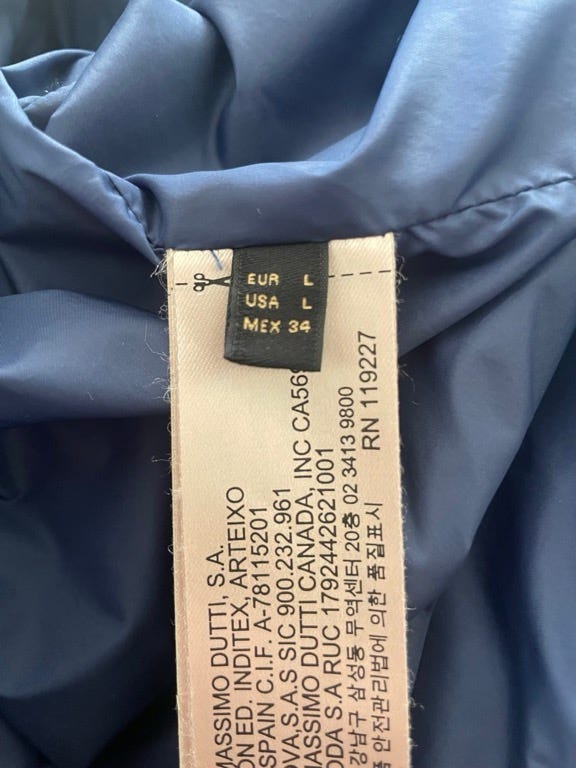 EUR L
USA L
MEX 34
MASSIMO DUTTI, S.A.
ON ED. INDITEX, ARTEIXO
SPAIN C.I.F. A-78115201
OVA,S.A.S SIC 900.232.961
MASSIMO DUTTI CANADA, INC CA569
ODA S A RUC 1792442621001
강남구 삼성동 무역센터 20층 02 3413 9800
품 안전관리법에 의한 품질표시 RN 119227